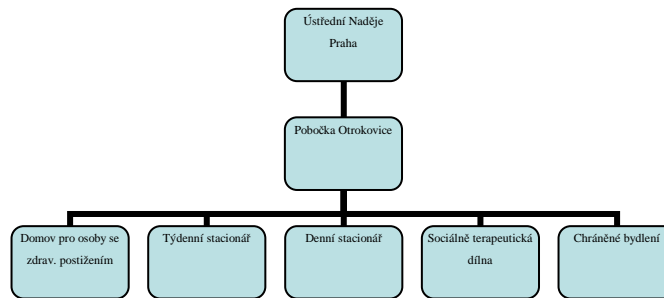 Ústřední Naděje
Praha
Pobočka Otrokovice
Domov pro osoby se
zdrav. postižením
Týdenní stacionář
Denní stacionář
Sociálně terapeutická
dílna
Chráněné bydlení